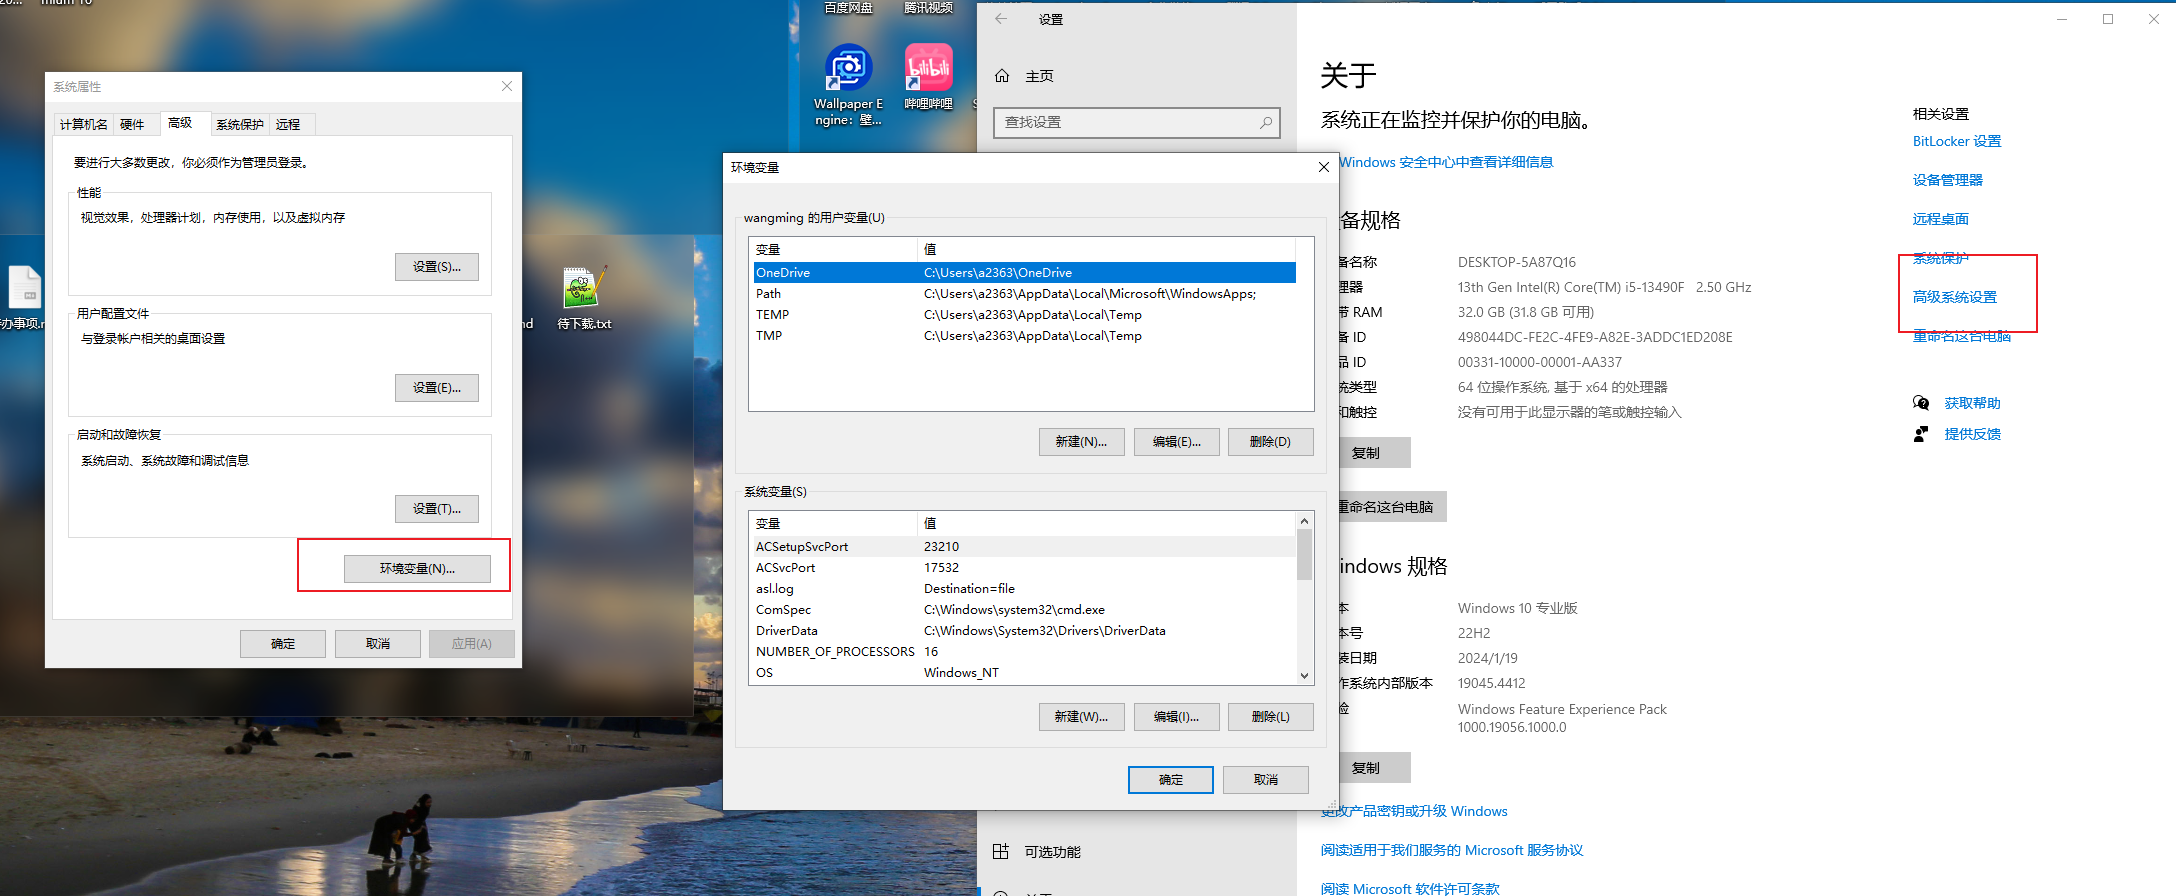 百度网盘
腾讯视频
Wallpaper E
ngine：壁...
哔哩哔哩
待下载.txt
系统属性
计算机名
硬件
高级
系统保护
远程
要进行大多数更改，你必须作为管理员登录。
性能
视觉效果，处理器计划，内存使用，以及虚拟内存
设置(S)...
用户配置文件
与登录帐户相关的桌面设置
设置(E)...
启动和故障恢复
系统启动、系统故障和调试信息
设置(T)...
环境变量(N)...
确定
取消
应用(A)
环境变量
wangming 的用户变量(U)
变量 值
OneDrive C:\Users\a2363\OneDrive
Path C:\Users\a2363\AppData\Local\Microsoft\WindowsApps;
TEMP C:\Users\a2363\AppData\Local\Temp
TMP C:\Users\a2363\AppData\Local\Temp
新建(N)... 编辑(E)... 删除(D)
系统变量(S)
变量 值
ACSetupSvcPort 23210
ACSvcPort 17532
asl.log Destination=file
ComSpec C:\Windows\system32\cmd.exe
DriverData C:\Windows\System32\Drivers\DriverData
NUMBER_OF_PROCESSORS 16
OS Windows_NT
新建(W)... 编辑(I)... 删除(L)
确定 取消
设置
主页
查找设置
可选功能
关于
系统正在监控并保护你的电脑。
Windows 安全中心中查看详细信息
备规格
备名称 DESKTOP-5A87Q16
理器 13th Gen Intel(R) Core(TM) i5-13490F 2.50 GHz
带 RAM 32.0 GB (31.8 GB 可用)
备 ID 498044DC-FE2C-4FE9-A82E-3ADDC1ED208E
品 ID 00331-10000-00001-AA337
统类型 64 位操作系统, 基于 x64 的处理器
和触控 没有可用于此显示器的笔或触控输入
复制
重命名这台电脑
indows 规格
本 Windows 10 专业版
本号 22H2
装日期 2024/1/19
作系统内部版本 19045.4412
验 Windows Feature Experience Pack
1000.19056.1000.0
复制
更改产品密钥或升级 Windows
阅读适用于我们服务的 Microsoft 服务协议
阅读 Microsoft 软件许可条款
相关设置
BitLocker 设置
设备管理器
远程桌面
系统保护
高级系统设置
重命名这台电脑
获取帮助
提供反馈